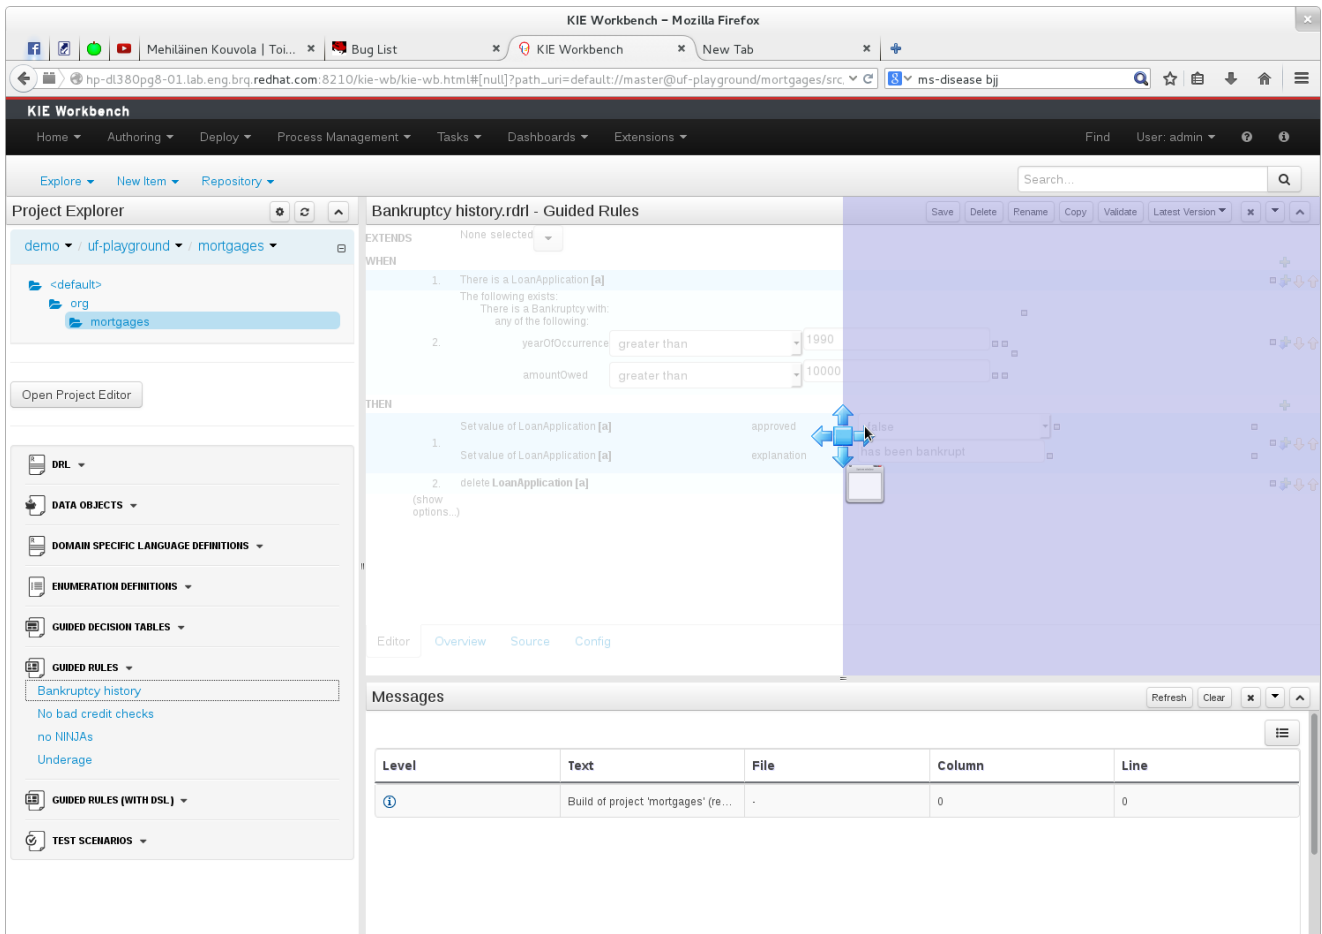 KIE Workbench - Mozilla Firefox
Mehiläinen Kouvola | Toi... Bug List KIE Workbench New Tab
hp-dl380pg8-01.lab.eng.brq.redhat.com:8210/kie-wb/kie-wb.html#[null]?path_uri=default://master@uf-playground/mortgages/src. ms-disease bjj
KIE Workbench
Home Authoring Deploy Process Management Tasks Dashboards Extensions Find User: admin
Explore New Item Repository Search...
Project Explorer
demo / uf-playground / mortgages
<default>
org
mortgages
Open Project Editor
DRL
DATA OBJECTS
DOMAIN SPECIFIC LANGUAGE DEFINITIONS
ENUMERATION DEFINITIONS
GUIDED DECISION TABLES
GUIDED RULES
Bankruptcy history
No bad credit checks
no NINJAs
Underage
GUIDED RULES (WITH DSL)
TEST SCENARIOS
Bankruptcy history.rdrl - Guided Rules Save Delete Rename Copy Validate Latest Version
EXTENDS None selected
WHEN
1. There is a LoanApplication [a]
The following exists:
There is a Bankruptcy with:
any of the following:
2. yearOfOccurrence greater than 1990
amountOwed greater than 10000
THEN
Set value of LoanApplication [a] approved false
1.
Set value of LoanApplication [a] explanation has been bankrupt
2. delete LoanApplication [a]
(show
options...)
Editor Overview Source Config
Messages Refresh Clear
Level Text File Column Line
Build of project 'mortgages' (re... - 0 0